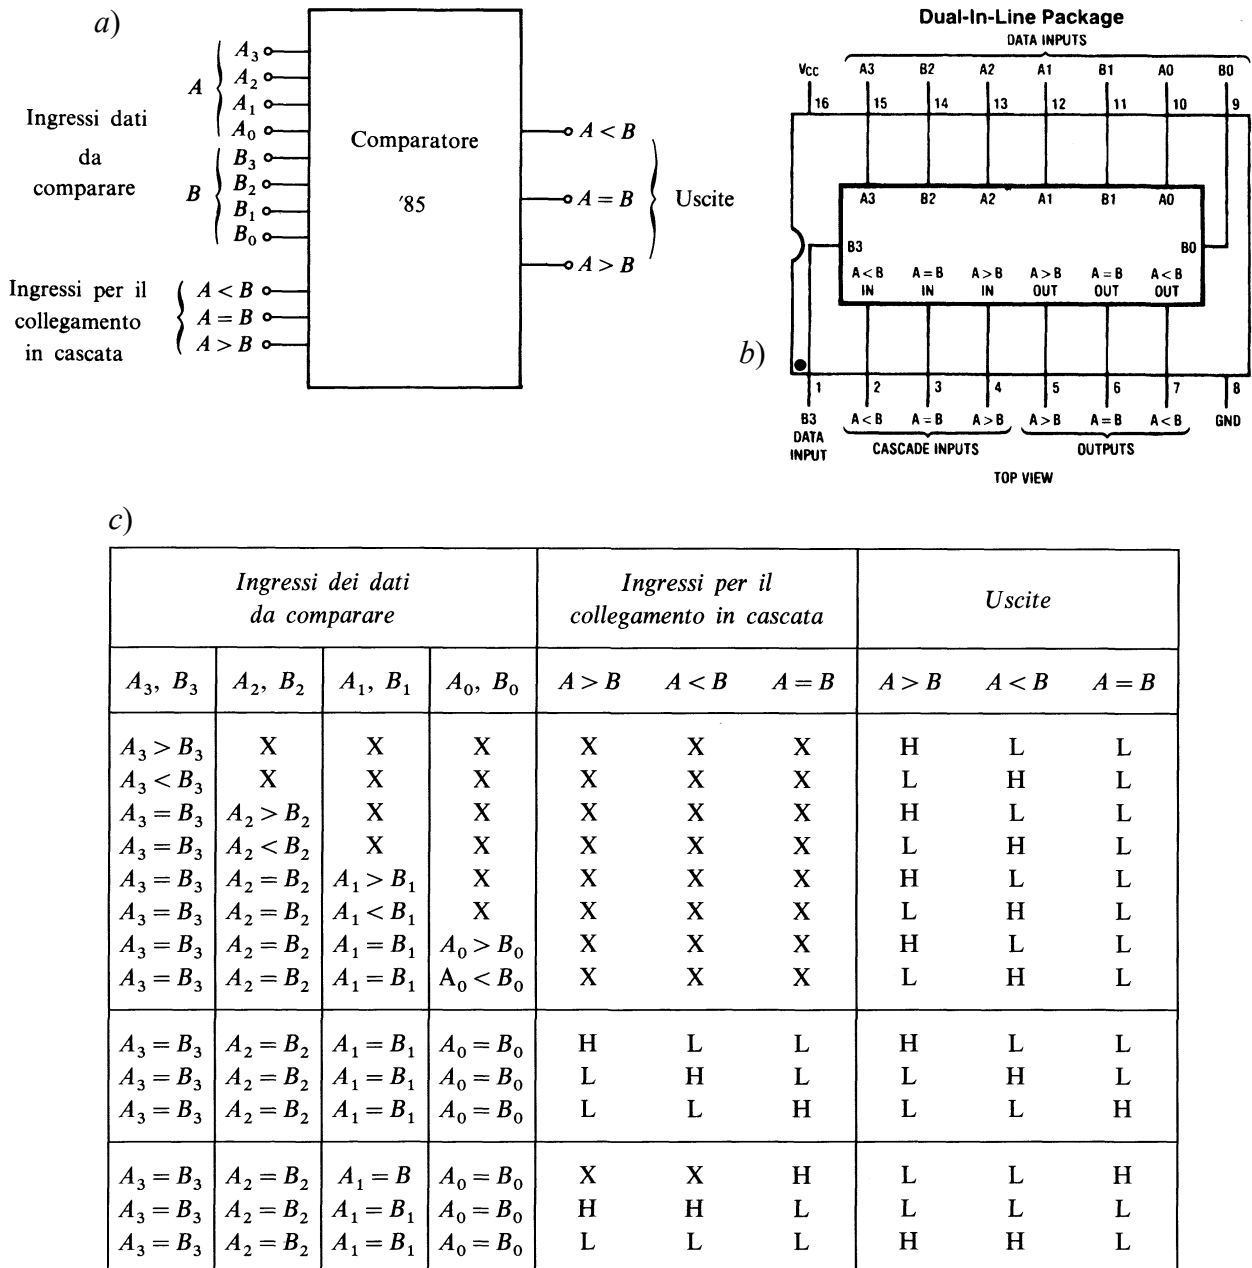 a)
A
A3
A2
A1
A0
Ingressi dati
da
comparare
B
B3
B2
B1
B0
Ingressi per il
collegamento
in cascata
A < B
A = B
A > B
Comparatore
'85
A < B
A = B
A > B
Uscite
b)
Dual-In-Line Package
DATA INPUTS
VCC A3 B2 A2 A1 B1 A0 B0
16 15 14 13 12 11 10 9
A3 B2 A2 A1 B1 A0
B3 B0
A < B A = B A > B A > B A = B A < B
IN IN IN OUT OUT OUT
1 2 3 4 5 6 7 8
B3 A < B A = B A > B A > B A = B A < B GND
DATA
INPUT
CASCADE INPUTS OUTPUTS
TOP VIEW
c)
Ingressi dei dati
da comparare
Ingressi per il
collegamento in cascata
Uscite
A3, B3 A2, B2 A1, B1 A0, B0 A > B A < B A = B A > B A < B A = B
A3 > B3 X X X X X X H L L
A3 < B3 X X X X X X L H L
A3 = B3 A2 > B2 X X X X X H L L
A3 = B3 A2 < B2 X X X X X L H L
A3 = B3 A2 = B2 A1 > B1 X X X X H L L
A3 = B3 A2 = B2 A1 < B1 X X X X L H L
A3 = B3 A2 = B2 A1 = B1 A0 > B0 X X X H L L
A3 = B3 A2 = B2 A1 = B1 A0 < B0 X X X L H L
A3 = B3 A2 = B2 A1 = B1 A0 = B0 H L L H L L
A3 = B3 A2 = B2 A1 = B1 A0 = B0 L H L L H L
A3 = B3 A2 = B2 A1 = B1 A0 = B0 L L H L L H
A3 = B3 A2 = B2 A1 = B A0 = B0 X X H L L H
A3 = B3 A2 = B2 A1 = B1 A0 = B0 H H L L L L
A3 = B3 A2 = B2 A1 = B1 A0 = B0 L L L H H L